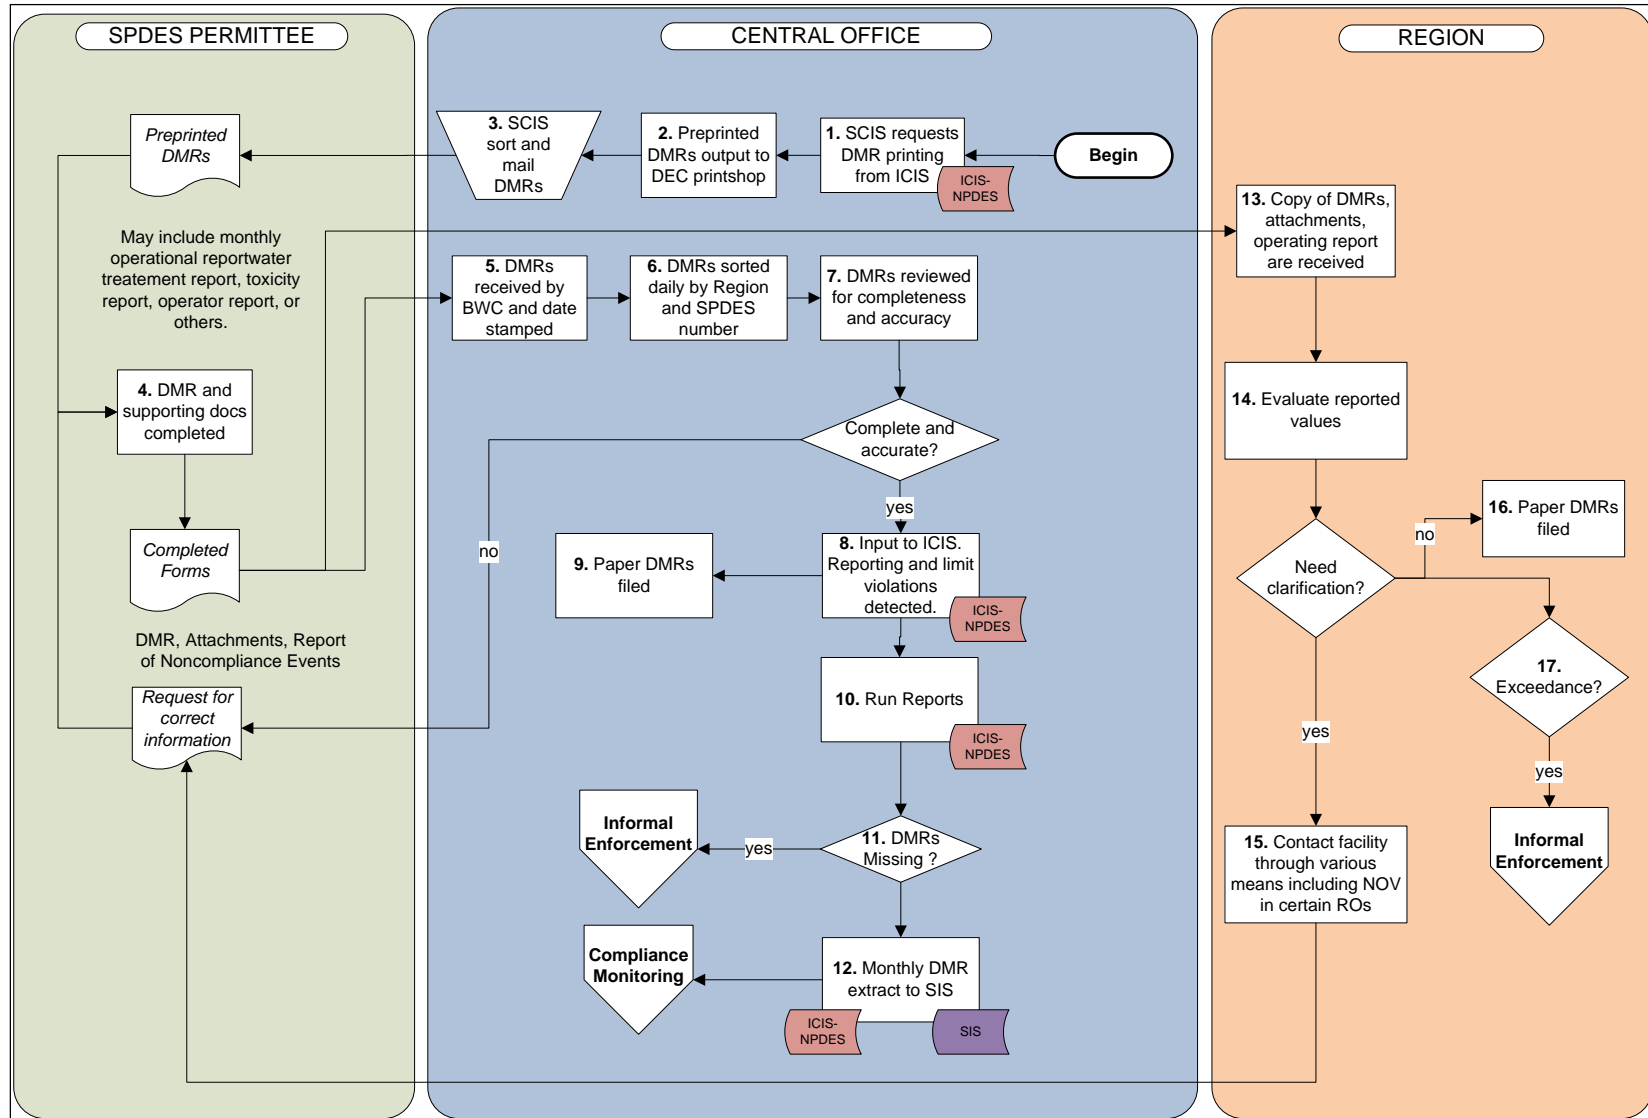 SPDES PERMITTEE
CENTRAL OFFICE
REGION
Preprinted
DMRs
3. SCIS
sort and
mail
DMRs
2. Preprinted
DMRs output to
DEC printshop
1. SCIS requests
DMR printing
from ICIS
ICIS-
NPDES
Begin
May include monthly
operational reportwater
treatement report, toxicity
report, operator report, or
others.
5. DMRs
received by
BWC and date
stamped
6. DMRs sorted
daily by Region
and SPDES
number
7. DMRs reviewed
for completeness
and accuracy
13. Copy of DMRs,
attachments,
operating report
are received
4. DMR and
supporting docs
completed
Complete and
accurate?
14. Evaluate reported
values
yes
no
Completed
Forms
9. Paper DMRs
filed
8. Input to ICIS.
Reporting and limit
violations
detected.
ICIS-
NPDES
Need
clarification?
no
16. Paper DMRs
filed
DMR, Attachments, Report
of Noncompliance Events
Request for
correct
information
10. Run Reports
ICIS-
NPDES
17.
Exceedance?
yes
yes
Informal
Enforcement
yes
11. DMRs
Missing ?
15. Contact facility
through various
means including NOV
in certain ROs
Informal
Enforcement
Compliance
Monitoring
12. Monthly DMR
extract to SIS
ICIS-
NPDES
SIS